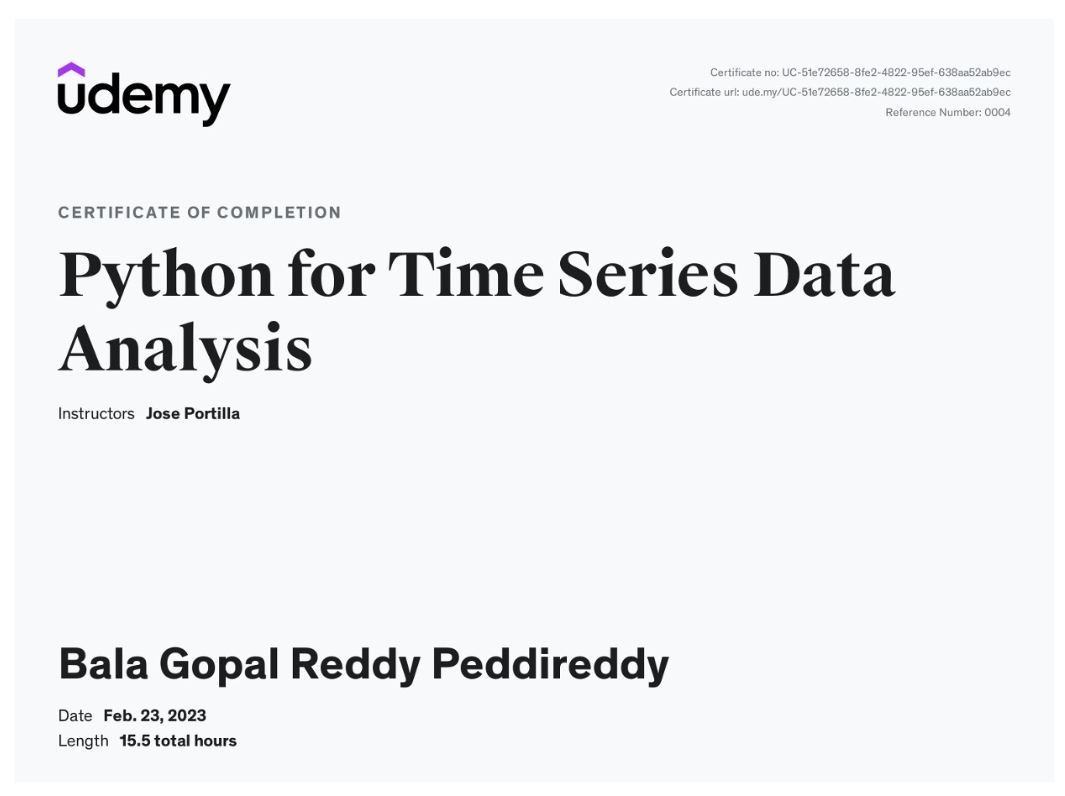 udemy
Certificate no: UC-51e72658-8fe2-4822-95ef-638aa52ab9ec
Certificate url: ude.my/UC-51e72658-8fe2-4822-95ef-638aa52ab9ec
Reference Number: 0004
CERTIFICATE OF COMPLETION
Python for Time Series Data
Analysis
Instructors Jose Portilla
Bala Gopal Reddy Peddireddy
Date Feb. 23, 2023
Length 15.5 total hours